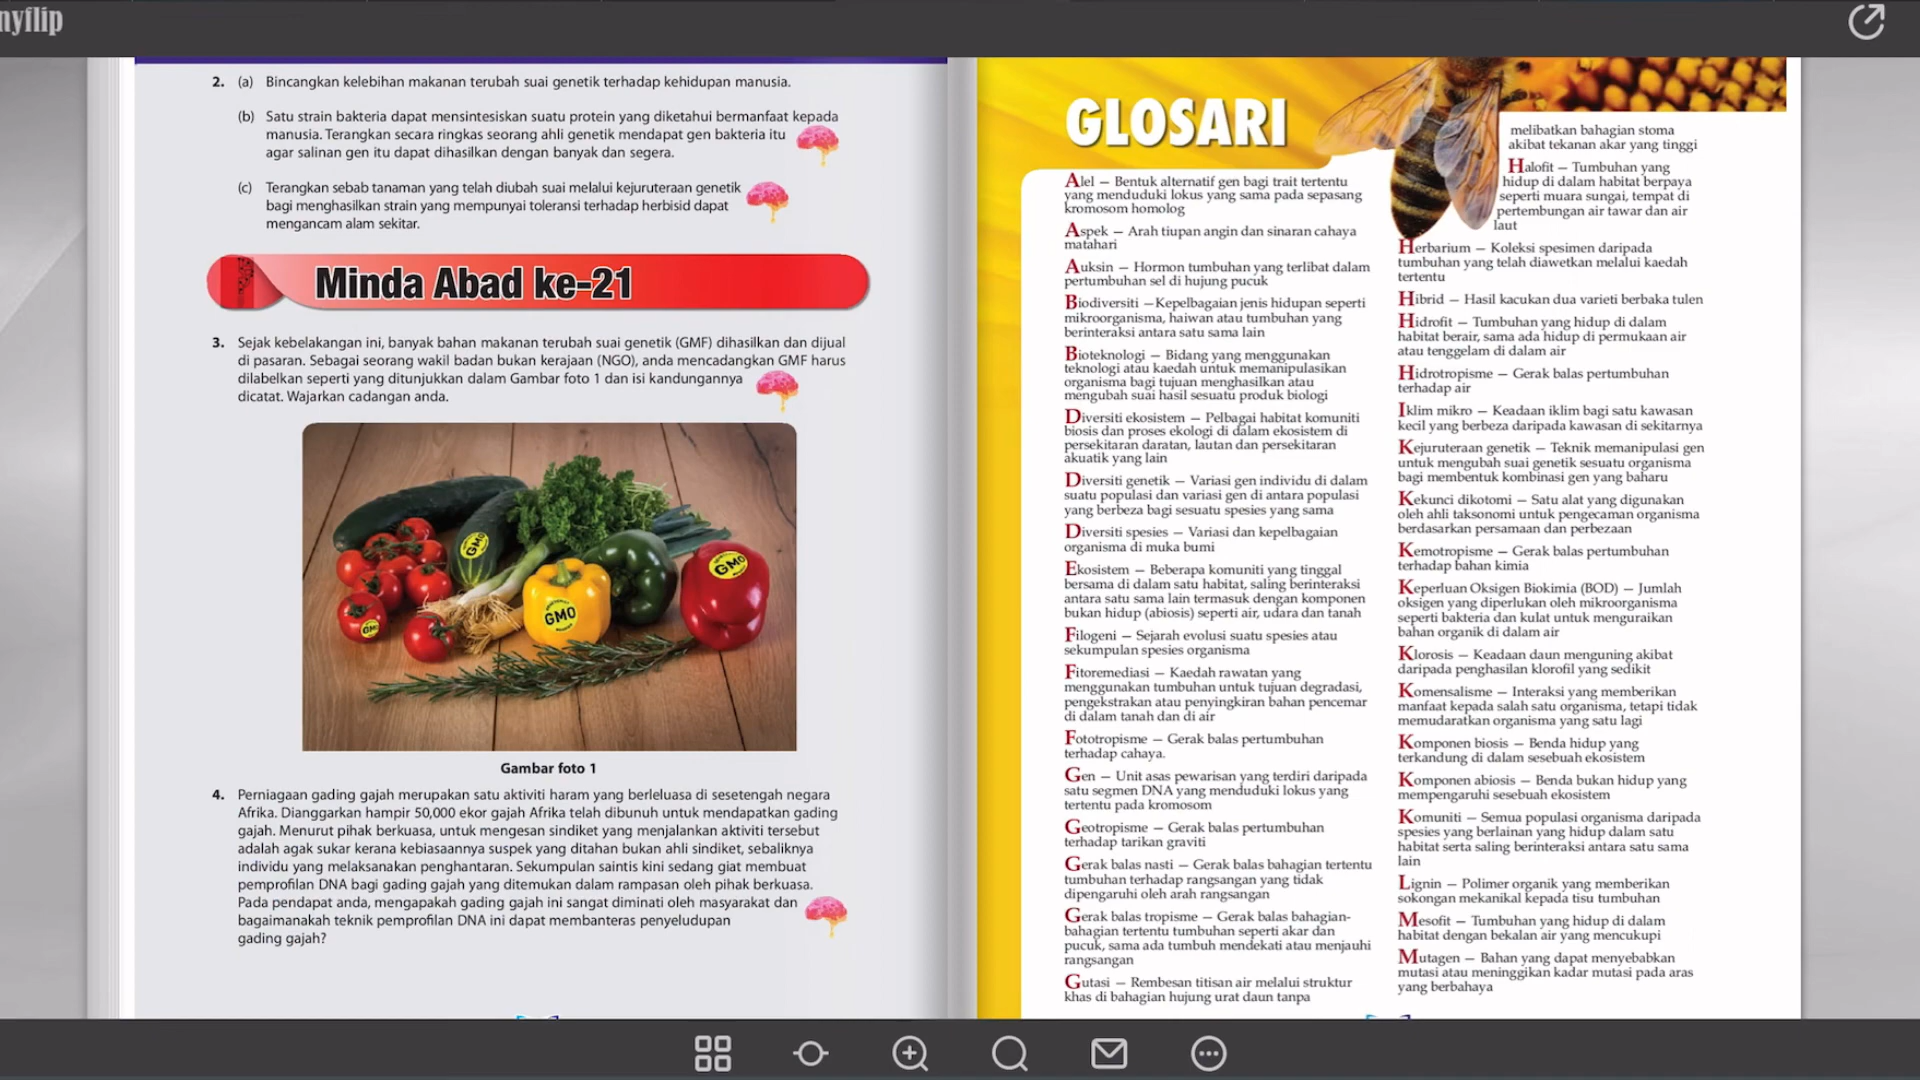 nyflip
2. (a) Bincangkan kelebihan makanan terubah suai genetik terhadap kehidupan manusia.
(b) Satu strain bakteria dapat mensintesiskan suatu protein yang diketahui bermanfaat kepada
manusia. Terangkan secara ringkas seorang ahli genetik mendapat gen bakteria itu
agar salinan gen itu dapat dihasilkan dengan banyak dan segera.
(c) Terangkan sebab tanaman yang telah diubah suai melalui kejuruteraan genetik
bagi menghasilkan strain yang mempunyai toleransi terhadap herbisid dapat
mengancam alam sekitar.
Minda Abad ke-21
3. Sejak kebelakangan ini, banyak bahan makanan terubah suai genetik (GMF) dihasilkan dan dijual
di pasaran. Sebagai seorang wakil badan bukan kerajaan (NGO), anda mencadangkan GMF harus
dilabelkan seperti yang ditunjukkan dalam Gambar foto 1 dan isi kandungannya
dicatat. Wajarkan cadangan anda.
GMO
GMO
GMO
GMO
Gambar foto 1
4. Perniagaan gading gajah merupakan satu aktiviti haram yang berleluasa di sesetengah negara
Afrika. Dianggarkan hampir 50,000 ekor gajah Afrika telah dibunuh untuk mendapatkan gading
gajah. Menurut pihak berkuasa, untuk mengesan sindiket yang menjalankan aktiviti tersebut
adalah agak sukar kerana kebiasaannya suspek yang ditahan bukan ahli sindiket, sebaliknya
individu yang melaksanakan penghantaran. Sekumpulan saintis kini sedang giat membuat
pemprofilan DNA bagi gading gajah yang ditemukan dalam rampasan oleh pihak berkuasa.
Pada pendapat anda, mengapakah gading gajah ini sangat diminati oleh masyarakat dan
bagaimanakah teknik pemprofilan DNA ini dapat membanteras penyeludupan
gading gajah?
GLOSARI
Alel — Bentuk alternatif gen bagi trait tertentu
yang menduduki lokus yang sama pada sepasang
kromosom homolog
Aspek — Arah tiupan angin dan sinaran cahaya
matahari
Auksin — Hormon tumbuhan yang terlibat dalam
pertumbuhan sel di hujung pucuk
Biodiversiti —Kepelbagaian jenis hidupan seperti
mikroorganisma, haiwan atau tumbuhan yang
berinteraksi antara satu sama lain
Bioteknologi — Bidang yang menggunakan
teknologi atau kaedah untuk memanipulasikan
organisma bagi tujuan menghasilkan atau
mengubah suai hasil sesuatu produk biologi
Diversiti ekosistem — Pelbagai habitat komuniti
biosis dan proses ekologi di dalam ekosistem di
persekitaran daratan, lautan dan persekitaran
akuatik yang lain
Diversiti genetik — Variasi gen individu di dalam
suatu populasi dan variasi gen di antara populasi
yang berbeza bagi sesuatu spesies yang sama
Diversiti spesies — Variasi dan kepelbagaian
organisma di muka bumi
Ekosistem — Beberapa komuniti yang tinggal
bersama di dalam satu habitat, saling berinteraksi
antara satu sama lain termasuk dengan komponen
bukan hidup (abiosis) seperti air, udara dan tanah
Filogeni — Sejarah evolusi suatu spesies atau
sekumpulan spesies organisma
Fitoremediasi — Kaedah rawatan yang
menggunakan tumbuhan untuk tujuan degradasi,
pengekstrakan atau penyingkiran bahan pencemar
di dalam tanah dan di air
Fototropisme — Gerak balas pertumbuhan
terhadap cahaya.
Gen — Unit asas pewarisan yang terdiri daripada
satu segmen DNA yang menduduki lokus yang
tertentu pada kromosom
Geotropisme — Gerak balas pertumbuhan
terhadap tarikan graviti
Gerak balas nasti — Gerak balas bahagian tertentu
tumbuhan terhadap rangsangan yang tidak
dipengaruhi oleh arah rangsangan
Gerak balas tropisme — Gerak balas bahagian-
bahagian tertentu tumbuhan seperti akar dan
pucuk, sama ada tumbuh mendekati atau menjauhi
rangsangan
Gutasi — Rembesan titisan air melalui struktur
khas di bahagian hujung urat daun tanpa
melibatkan bahagian stoma
akibat tekanan akar yang tinggi
Halofit — Tumbuhan yang
hidup di dalam habitat berpaya
seperti muara sungai, tempat di
pertembungan air tawar dan air
laut
Herbarium — Koleksi spesimen daripada
tumbuhan yang telah diawetkan melalui kaedah
tertentu
Hibrid — Hasil kacukan dua varieti berbaka tulen
Hidrofit — Tumbuhan yang hidup di dalam
habitat berair, sama ada hidup di permukaan air
atau tenggelam di dalam air
Hidrotropisme — Gerak balas pertumbuhan
terhadap air
Iklim mikro — Keadaan iklim bagi satu kawasan
kecil yang berbeza daripada kawasan di sekitarnya
Kejuruteraan genetik — Teknik memanipulasi gen
untuk mengubah suai genetik sesuatu organisma
bagi membentuk kombinasi gen yang baharu
Kekunci dikotomi — Satu alat yang digunakan
oleh ahli taksonomi untuk pengecaman organisma
berdasarkan persamaan dan perbezaan
Kemotropisme — Gerak balas pertumbuhan
terhadap bahan kimia
Keperluan Oksigen Biokimia (BOD) — Jumlah
oksigen yang diperlukan oleh mikroorganisma
seperti bakteria dan kulat untuk menguraikan
bahan organik di dalam air
Klorosis — Keadaan daun menguning akibat
daripada penghasilan klorofil yang sedikit
Komensalisme — Interaksi yang memberikan
manfaat kepada salah satu organisma, tetapi tidak
memudaratkan organisma yang satu lagi
Komponen biosis — Benda hidup yang
terkandung di dalam sesebuah ekosistem
Komponen abiosis — Benda bukan hidup yang
mempengaruhi sesebuah ekosistem
Komuniti — Semua populasi organisma daripada
spesies yang berlainan yang hidup dalam satu
habitat serta saling berinteraksi antara satu sama
lain
Lignin — Polimer organik yang memberikan
sokongan mekanikal kepada tisu tumbuhan
Mesofit — Tumbuhan yang hidup di dalam
habitat dengan bekalan air yang mencukupi
Mutagen — Bahan yang dapat menyebabkan
mutasi atau meninggikan kadar mutasi pada aras
yang berbahaya